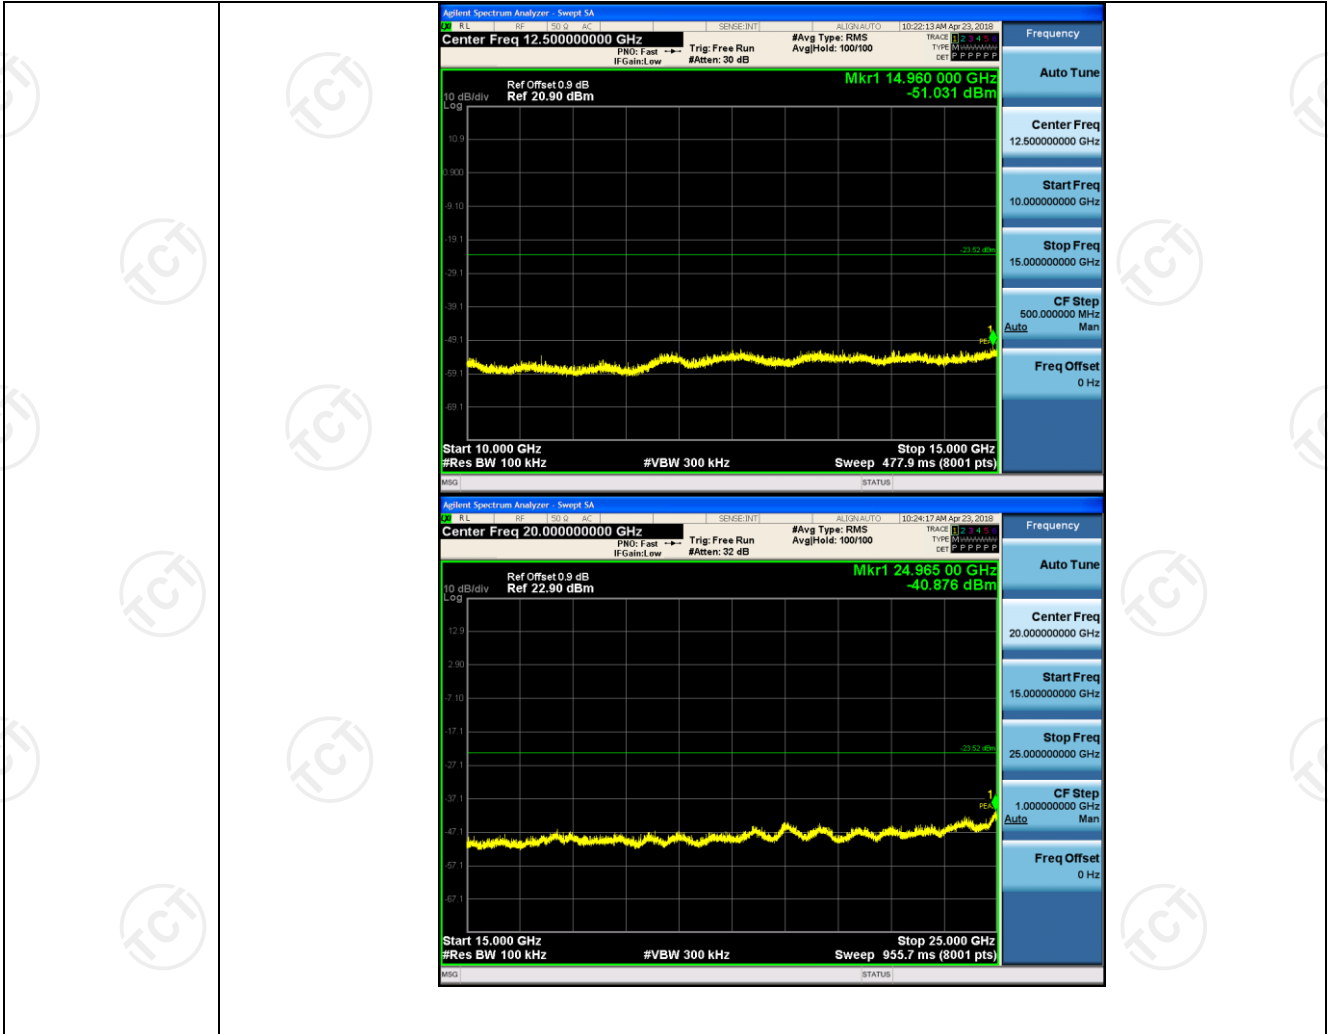 Agilent Spectrum Analyzer - Swept SA
RL RF 50 Ω AC SENSE:INT ALIGN AUTO 10:22:13 AM Apr 23, 2018
Center Freq 12.500000000 GHz
PNO: Fast
IFGain:Low
Trig: Free Run
#Atten: 30 dB
#Avg Type: RMS
Avg|Hold: 100/100
TRACE 1 2 3 4 5 6
TYPE M
DET P P P P P P
Mkr1 14.960 000 GHz
-51.031 dBm
Ref Offset 0.9 dB
Ref 20.90 dBm
10 dB/div
Log
10.9
0.900
-9.10
-19.1
-23.52 dBm
-29.1
-39.1
-49.1
-59.1
-69.1
1
Start 10.000 GHz
Stop 15.000 GHz
#Res BW 100 kHz
#VBW 300 kHz
Sweep 477.9 ms (8001 pts)
MSG
STATUS
Frequency
Auto Tune
Center Freq
12.500000000 GHz
Start Freq
10.000000000 GHz
Stop Freq
15.000000000 GHz
CF Step
500.000000 MHz
Auto Man
Freq Offset
0 Hz
Agilent Spectrum Analyzer - Swept SA
RL RF 50 Ω AC SENSE:INT ALIGN AUTO 10:24:17 AM Apr 23, 2018
Center Freq 20.000000000 GHz
PNO: Fast
IFGain:Low
Trig: Free Run
#Atten: 32 dB
#Avg Type: RMS
Avg|Hold: 100/100
TRACE 1 2 3 4 5 6
TYPE M
DET P P P P P P
Mkr1 24.965 00 GHz
-40.876 dBm
Ref Offset 0.9 dB
Ref 22.90 dBm
10 dB/div
Log
12.9
2.90
-7.10
-17.1
-23.52 dBm
-27.1
-37.1
-47.1
-57.1
-67.1
1
Start 15.000 GHz
Stop 25.000 GHz
#Res BW 100 kHz
#VBW 300 kHz
Sweep 955.7 ms (8001 pts)
MSG
STATUS
Frequency
Auto Tune
Center Freq
20.000000000 GHz
Start Freq
15.000000000 GHz
Stop Freq
25.000000000 GHz
CF Step
1.000000000 GHz
Auto Man
Freq Offset
0 Hz
TCT
TCT
TCT
TCT
TCT
TCT
TCT
TCT
TCT